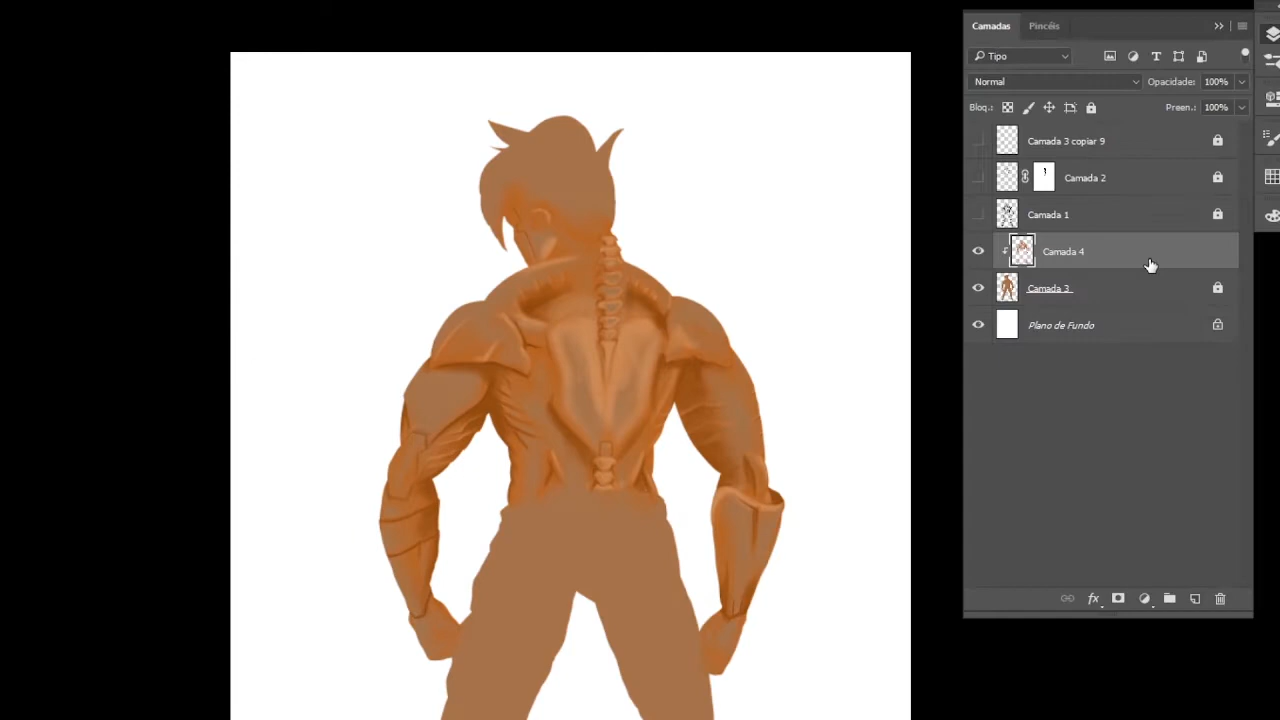 Camadas Pincéis
Tipo
Normal Opacidade: 100%
Bloq.: Preen.: 100%
Camada 3 copiar 9
Camada 2
Camada 1
Camada 4
Camada 3
Plano de Fundo
fx